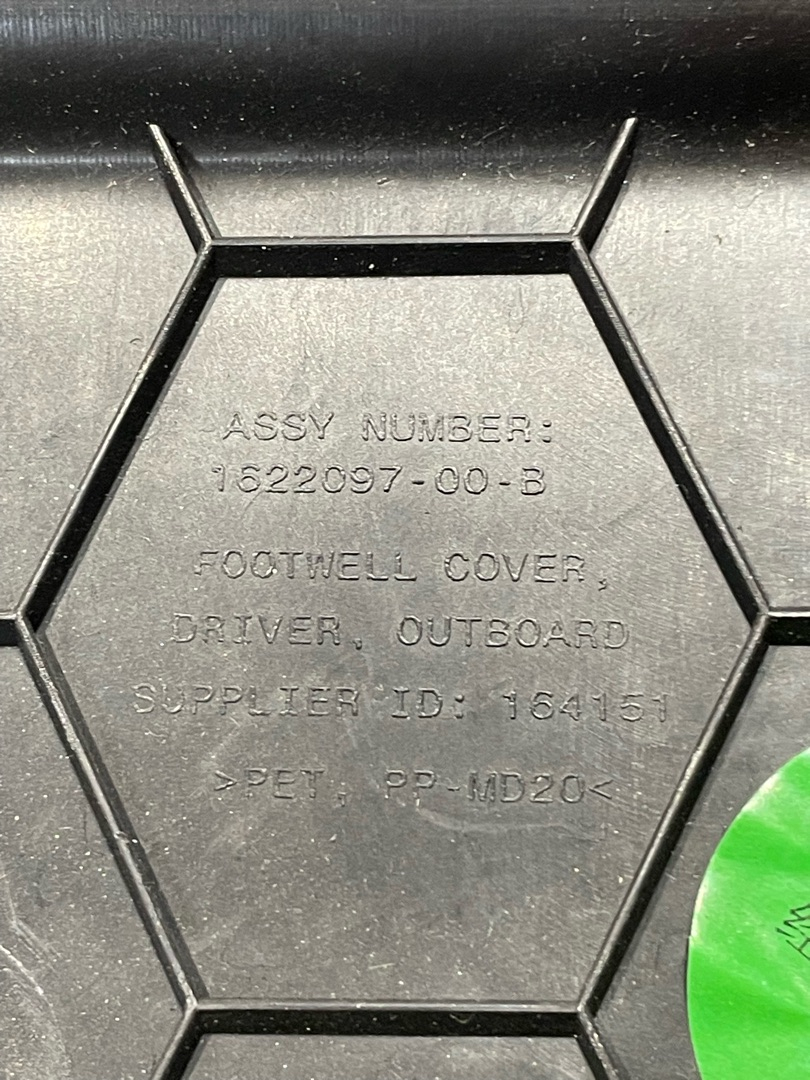 ASSY NUMBER:
1622097-00-B
FOOTWELL COVER,
DRIVER, OUTBOARD
SUPPLIER ID: 164151
>PET, PP-MD20<